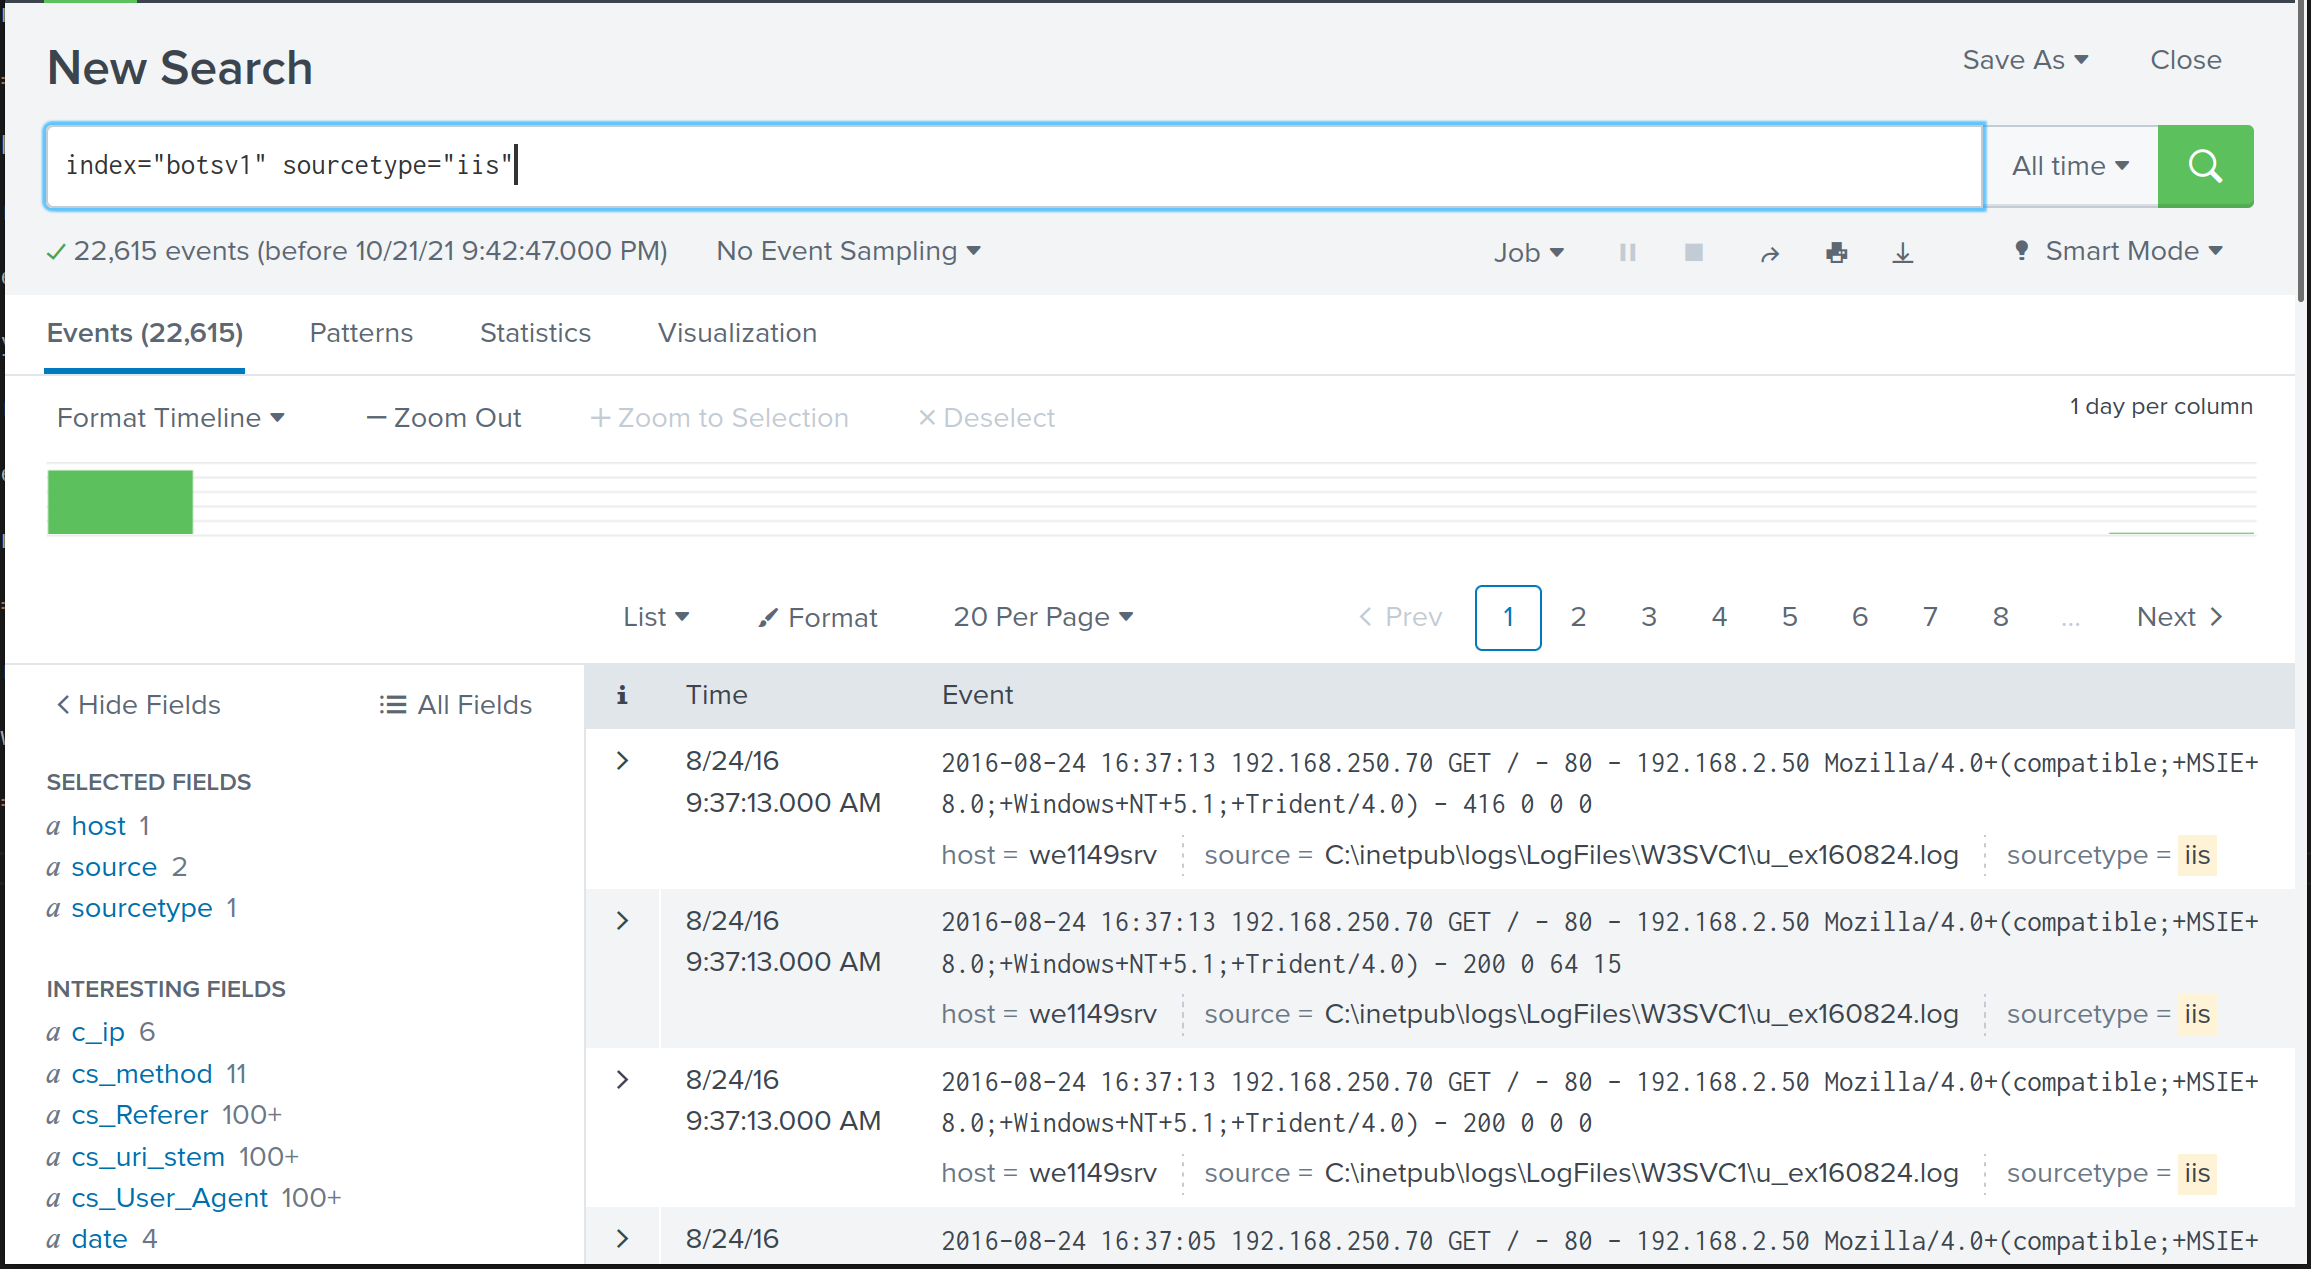 New Search
Save As
Close
index="botsv1" sourcetype="iis"
All time
22,615 events (before 10/21/21 9:42:47.000 PM)
No Event Sampling
Job
Smart Mode
Events (22,615)
Patterns
Statistics
Visualization
Format Timeline
— Zoom Out
+ Zoom to Selection
× Deselect
1 day per column
List
Format
20 Per Page
< Prev
1
2
3
4
5
6
7
8
...
Next >
< Hide Fields
All Fields
i
Time
Event
SELECTED FIELDS
a host 1
a source 2
a sourcetype 1
INTERESTING FIELDS
a c_ip 6
a cs_method 11
a cs_Referer 100+
a cs_uri_stem 100+
a cs_User_Agent 100+
a date 4
> 8/24/16
9:37:13.000 AM
2016-08-24 16:37:13 192.168.250.70 GET / - 80 - 192.168.2.50 Mozilla/4.0+(compatible;+MSIE+
8.0;+Windows+NT+5.1;+Trident/4.0) - 416 0 0 0
host = we1149srv source = C:\inetpub\logs\LogFiles\W3SVC1\u_ex160824.log sourcetype = iis
> 8/24/16
9:37:13.000 AM
2016-08-24 16:37:13 192.168.250.70 GET / - 80 - 192.168.2.50 Mozilla/4.0+(compatible;+MSIE+
8.0;+Windows+NT+5.1;+Trident/4.0) - 200 0 64 15
host = we1149srv source = C:\inetpub\logs\LogFiles\W3SVC1\u_ex160824.log sourcetype = iis
> 8/24/16
9:37:13.000 AM
2016-08-24 16:37:13 192.168.250.70 GET / - 80 - 192.168.2.50 Mozilla/4.0+(compatible;+MSIE+
8.0;+Windows+NT+5.1;+Trident/4.0) - 200 0 0 0
host = we1149srv source = C:\inetpub\logs\LogFiles\W3SVC1\u_ex160824.log sourcetype = iis
> 8/24/16
2016-08-24 16:37:05 192.168.250.70 GET / - 80 - 192.168.2.50 Mozilla/4.0+(compatible;+MSIE+